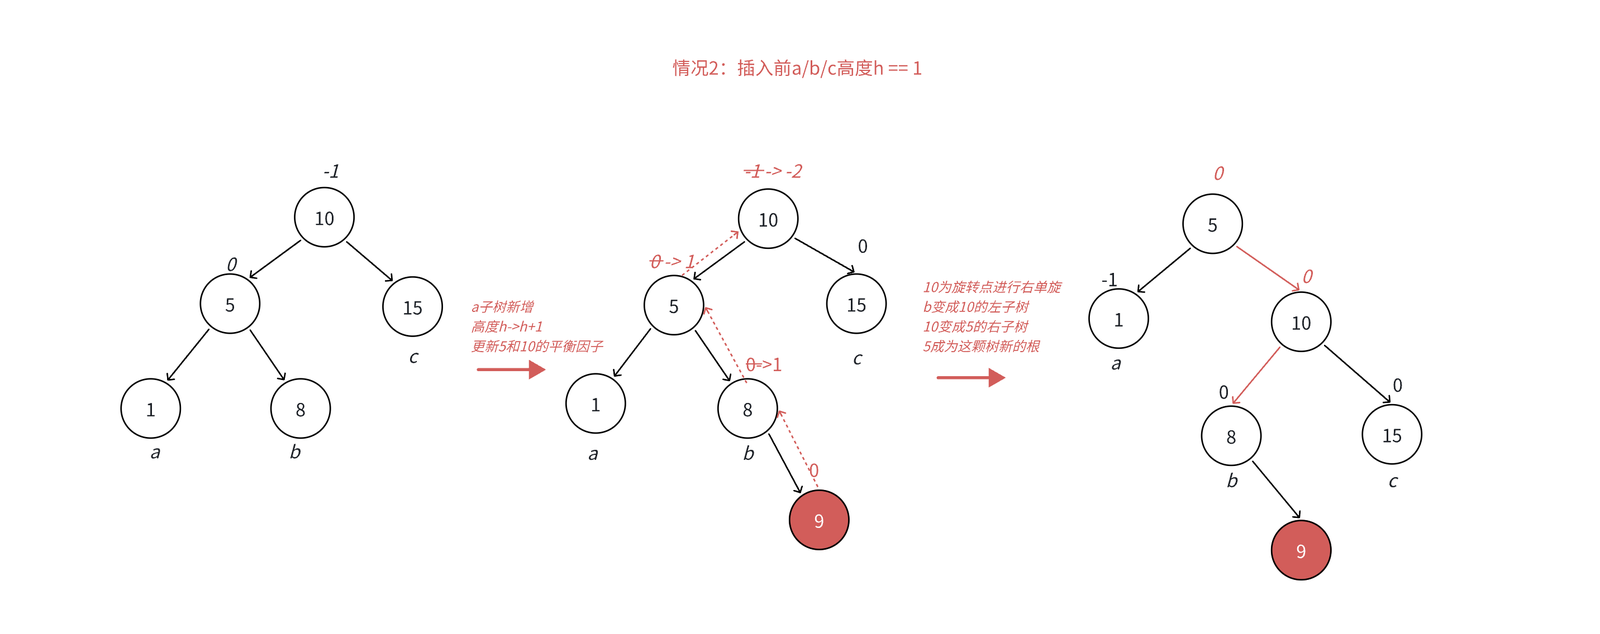 情况2：插入前a/b/c高度h == 1
-1
10
0
5
15
c
1
8
a
b
a子树新增
高度h->h+1
更新5和10的平衡因子
-1 -> -2
10
0
0 -> 1
5
15
c
0->1
1
8
a
b
0
9
10为旋转点进行右单旋
b变成10的左子树
10变成5的右子树
5成为这颗树新的根
0
5
-1
0
1
10
a
0
0
8
15
b
c
9